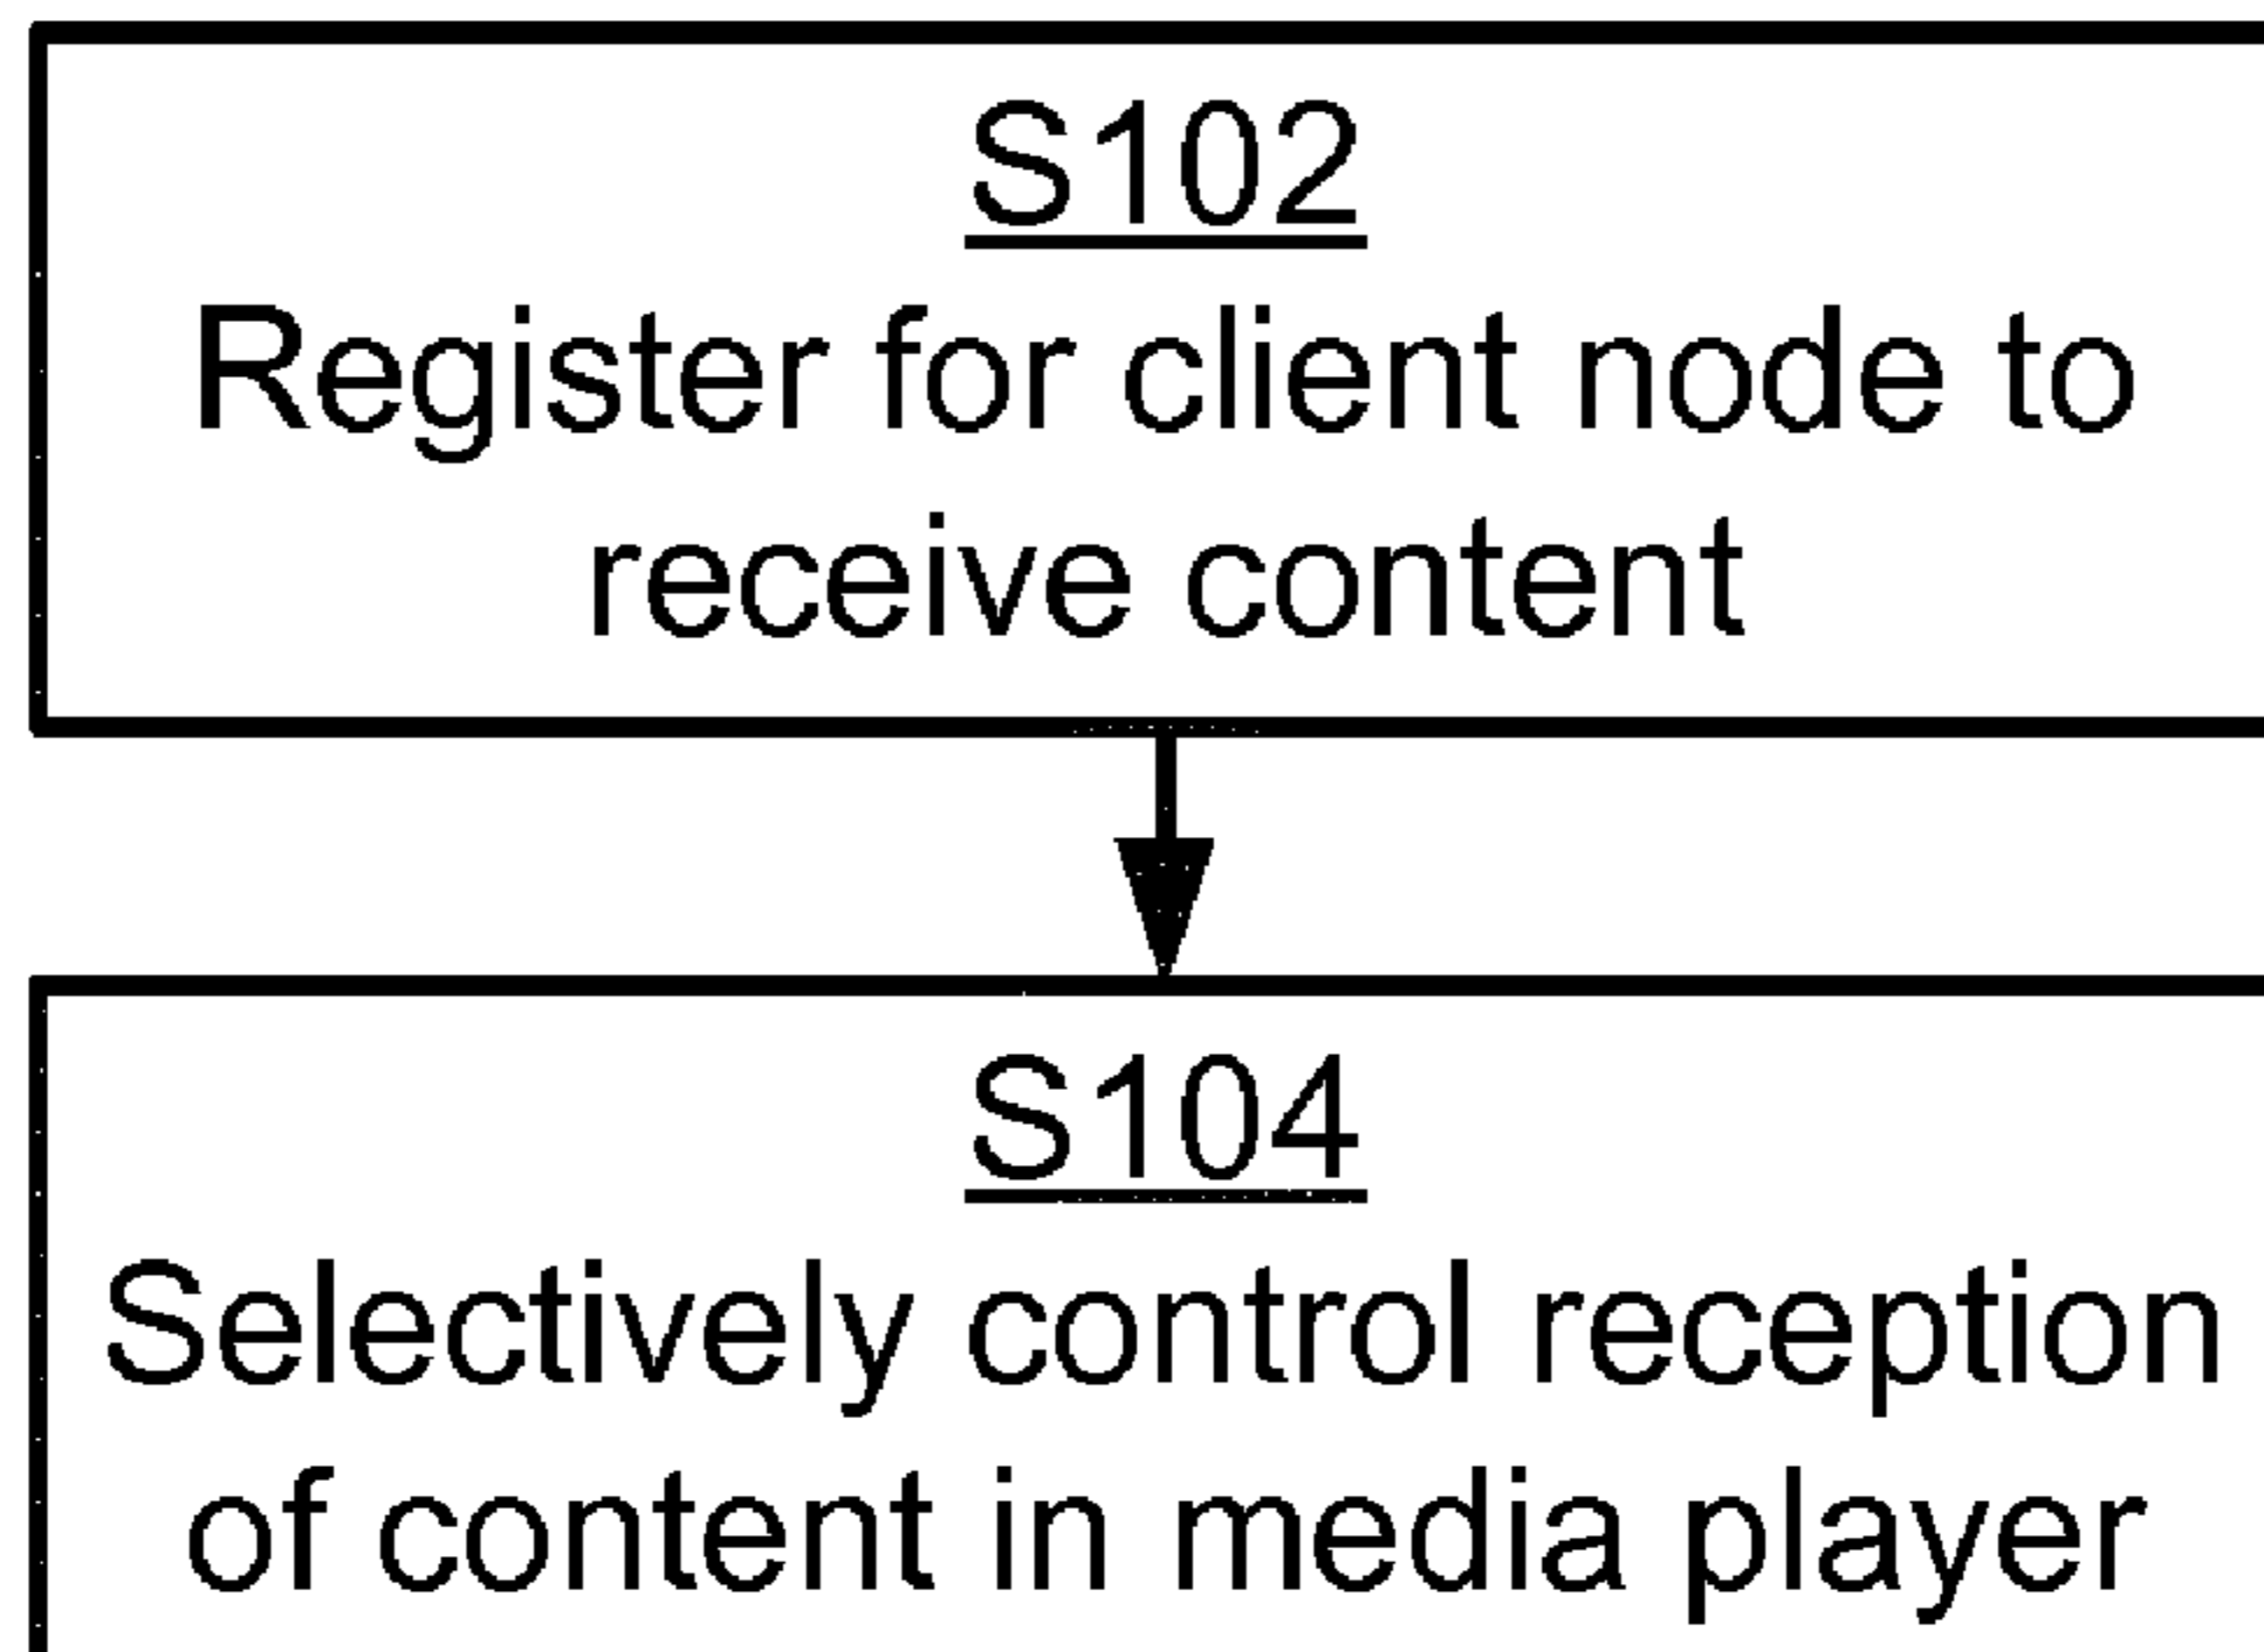 S102
Register for client node to
receive content
S104
Selectively control reception
of content in media player